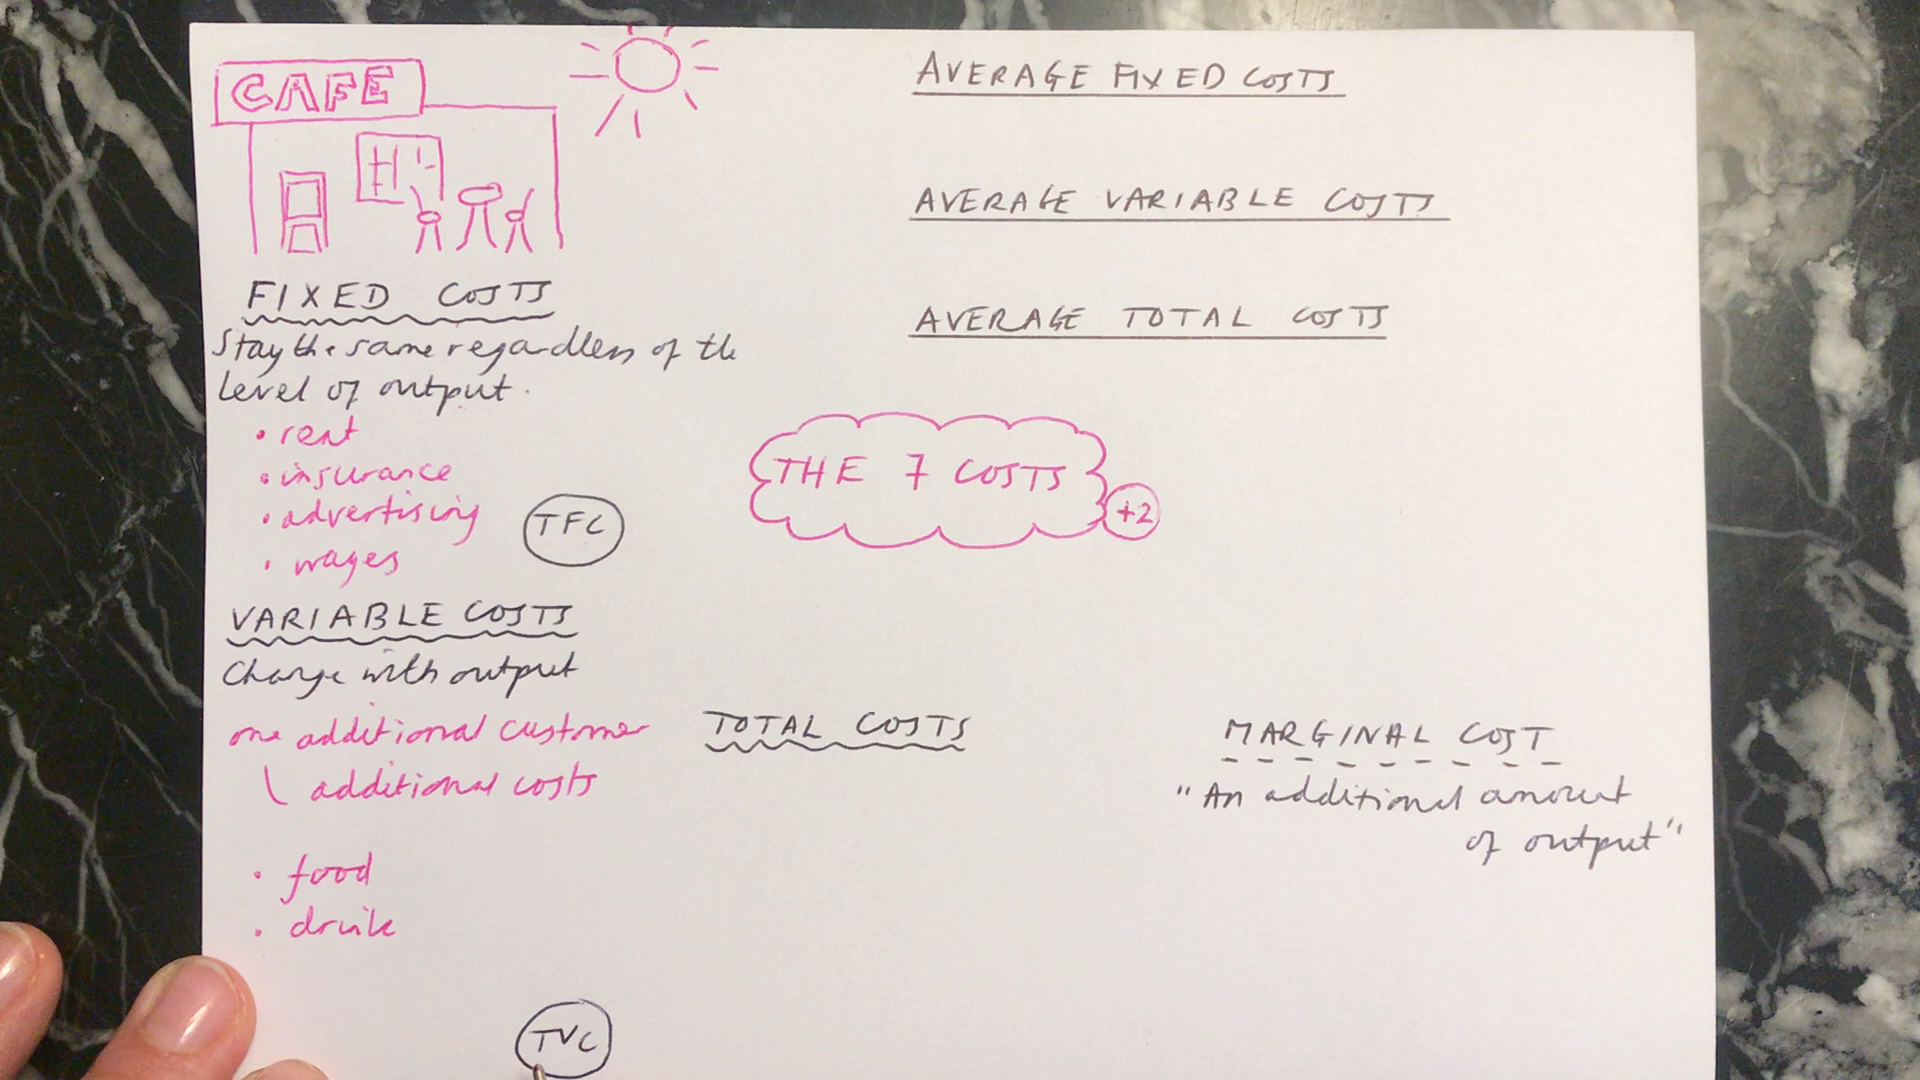 CAFE
FIXED COSTS
Stay the same regardless of the
level of output.
• rent
• insurance
• advertising
• wages
TFC
VARIABLE COSTS
Change with output
one additional customer
additional costs
• food
• drink
TVC
AVERAGE FIXED COSTS
AVERAGE VARIABLE COSTS
AVERAGE TOTAL COSTS
THE 7 COSTS
+2
TOTAL COSTS
MARGINAL COST
"An additional amount
of output"